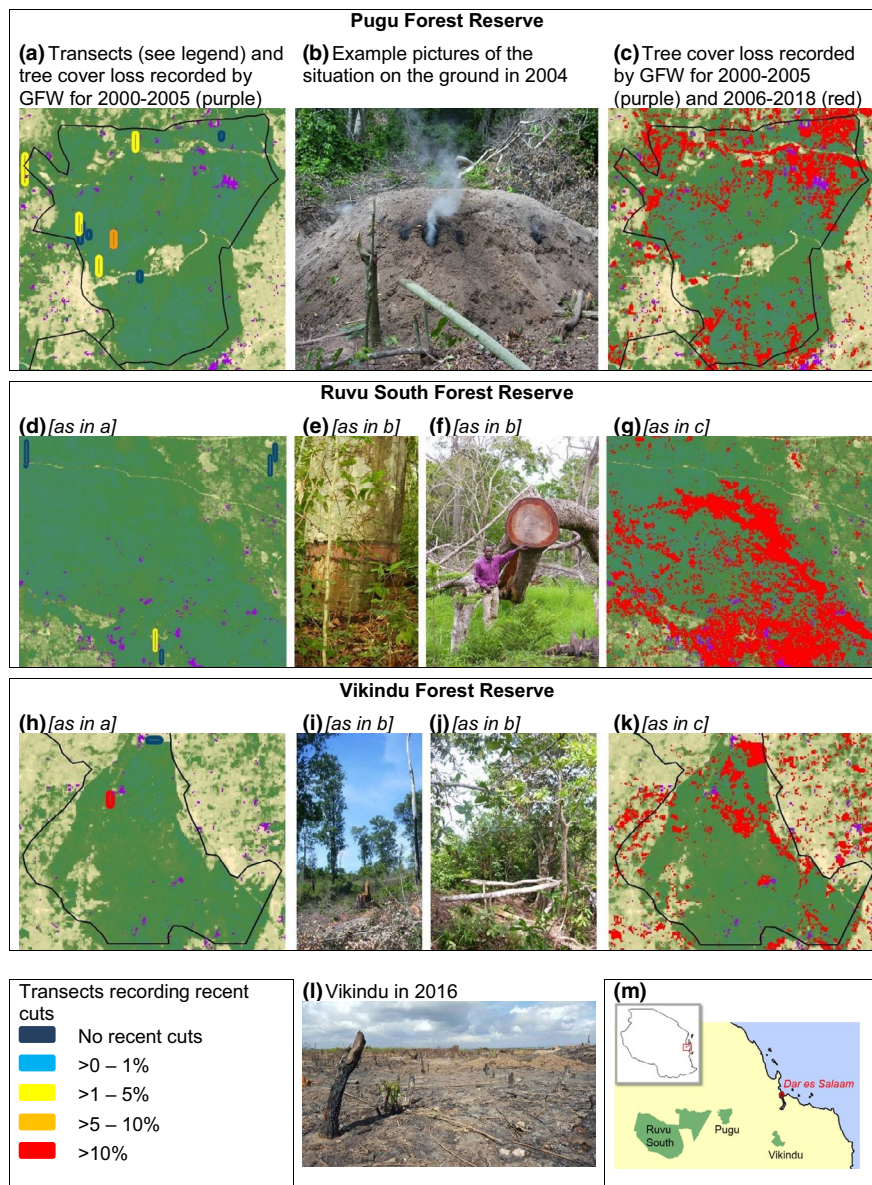 Pugu Forest Reserve
(a) Transects (see legend) and
tree cover loss recorded by
GFW for 2000-2005 (purple)
(b) Example pictures of the
situation on the ground in 2004
(c) Tree cover loss recorded
by GFW for 2000-2005
(purple) and 2006-2018 (red)
Ruvu South Forest Reserve
(d) [as in a]
(e) [as in b]
(f) [as in b]
(g) [as in c]
Vikindu Forest Reserve
(h) [as in a]
(i) [as in b]
(j) [as in b]
(k) [as in c]
Transects recording recent
cuts
No recent cuts
>0 – 1%
>1 – 5%
>5 – 10%
>10%
(l) Vikindu in 2016
(m)
Dar es Salaam
Ruvu
South
Pugu
Vikindu